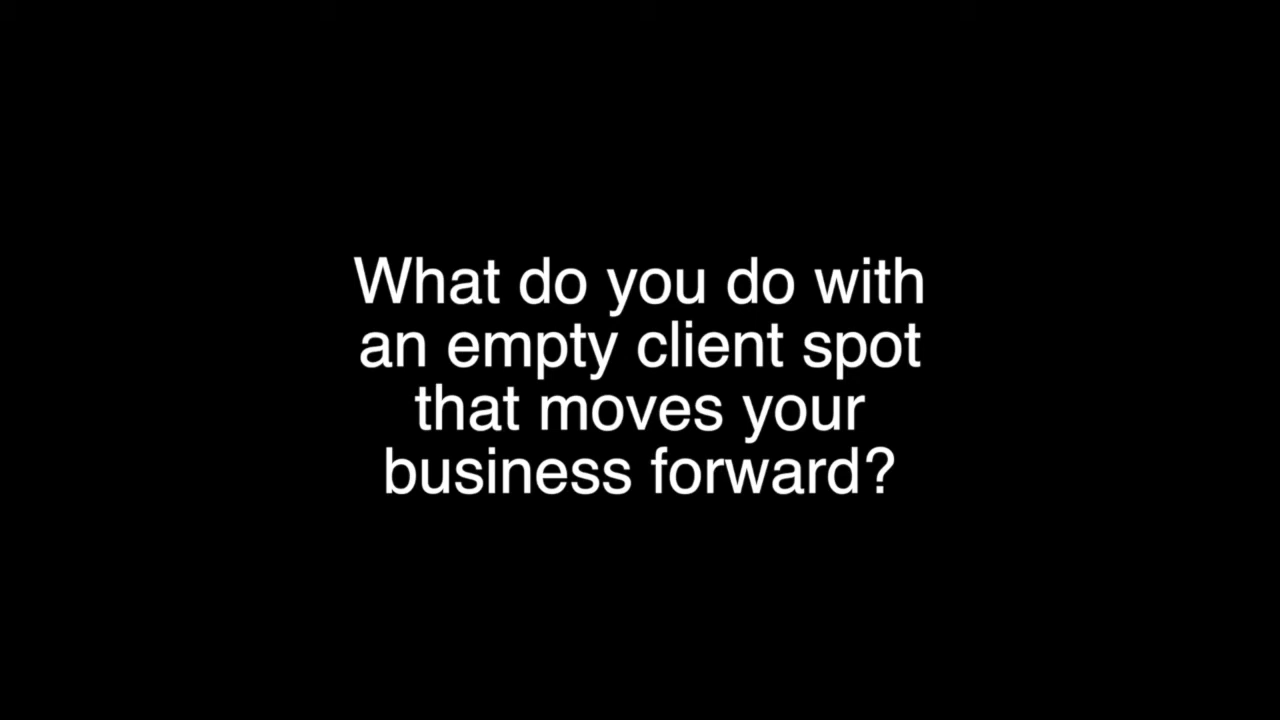 What do you do with
an empty client spot
that moves your
business forward?